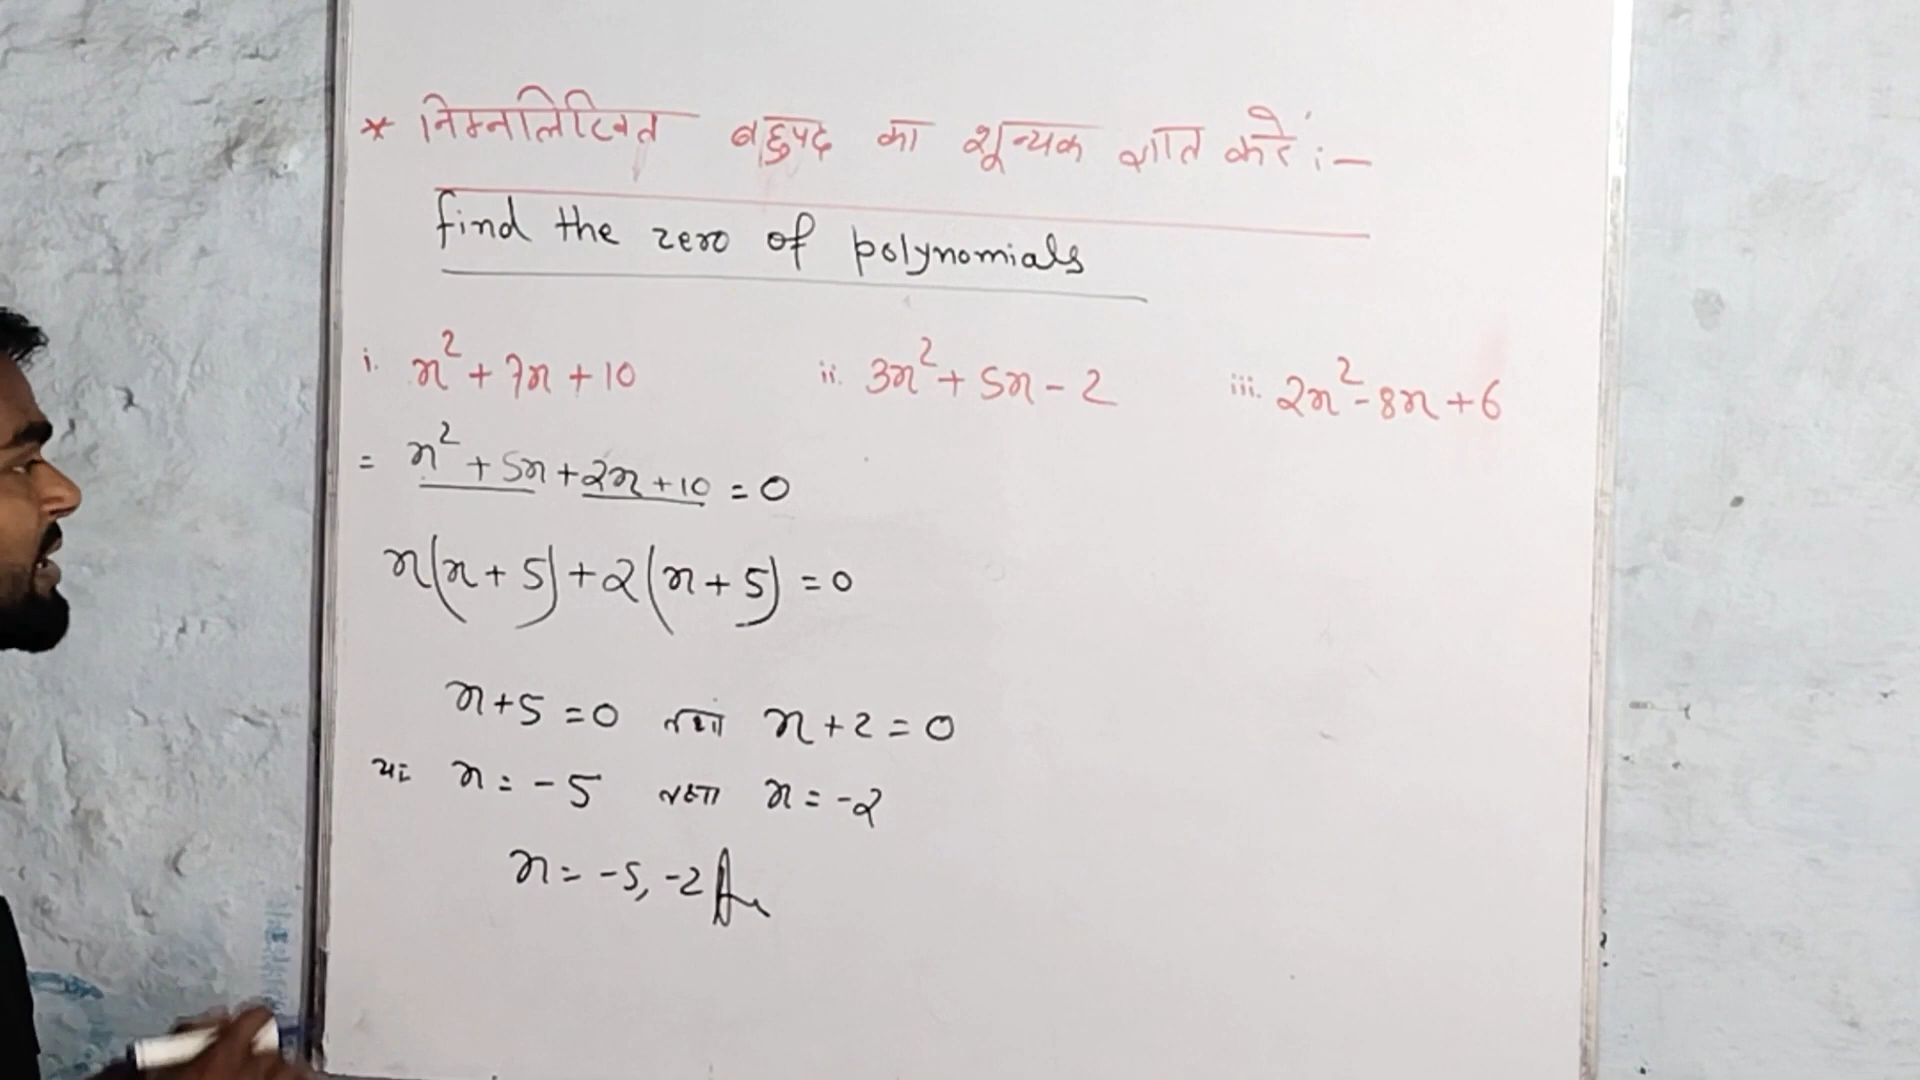 * निम्नलिखित बहुपद का शून्यक ज्ञात करें :-
find the zero of polynomials
i. x² + 7x + 10 ii. 3x² + 5x - 2 iii. 2x² - 8x + 6
= x² + 5x + 2x + 10 = 0
x(x + 5) + 2(x + 5) = 0
x + 5 = 0 तथा x + 2 = 0
x = - 5 तथा x = -2
x = -5, -2 Ans